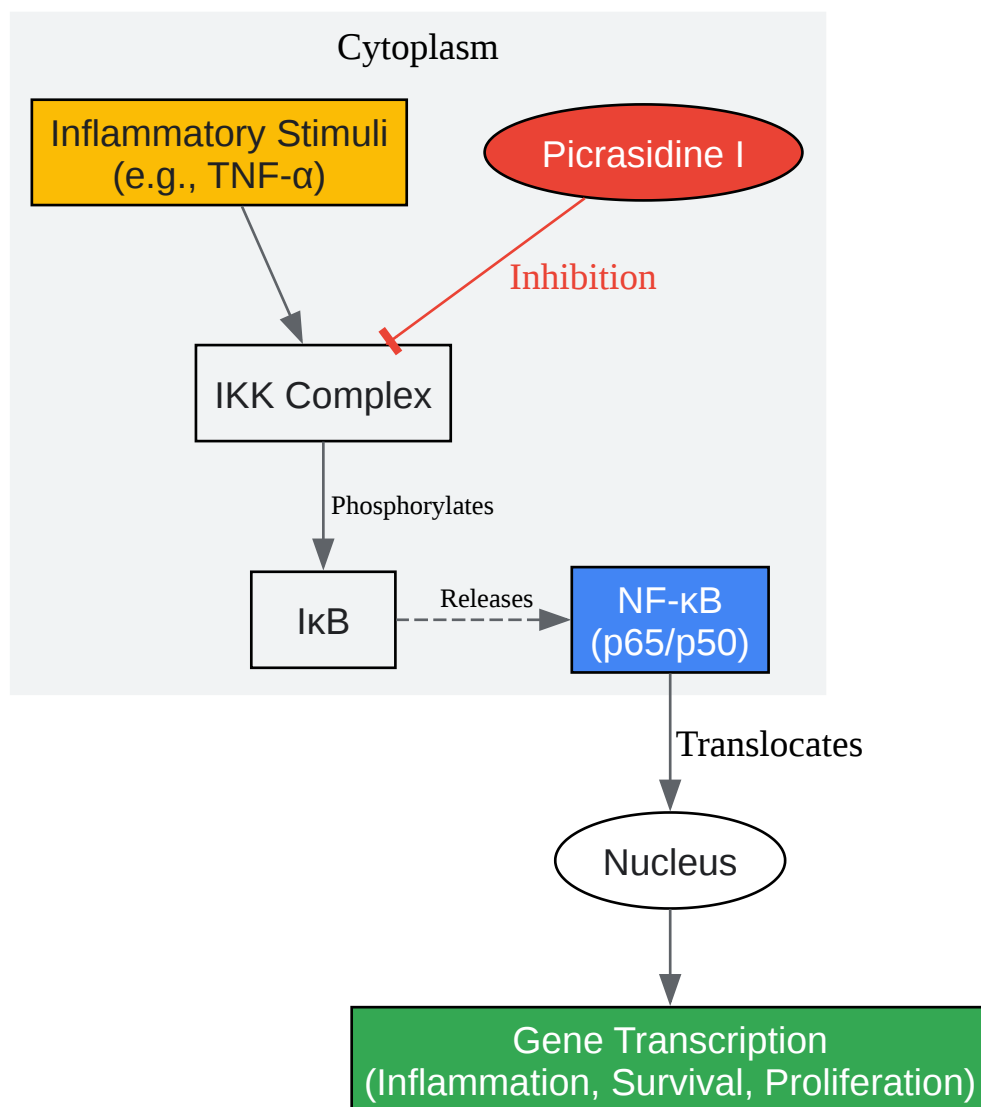 Cytoplasm
Inflammatory Stimuli
(e.g., TNF-α)
Picrasidine I
Inhibition
IKK Complex
Phosphorylates
IκB
Releases
NF-κB
(p65/p50)
Translocates
Nucleus
Gene Transcription
(Inflammation, Survival, Proliferation)